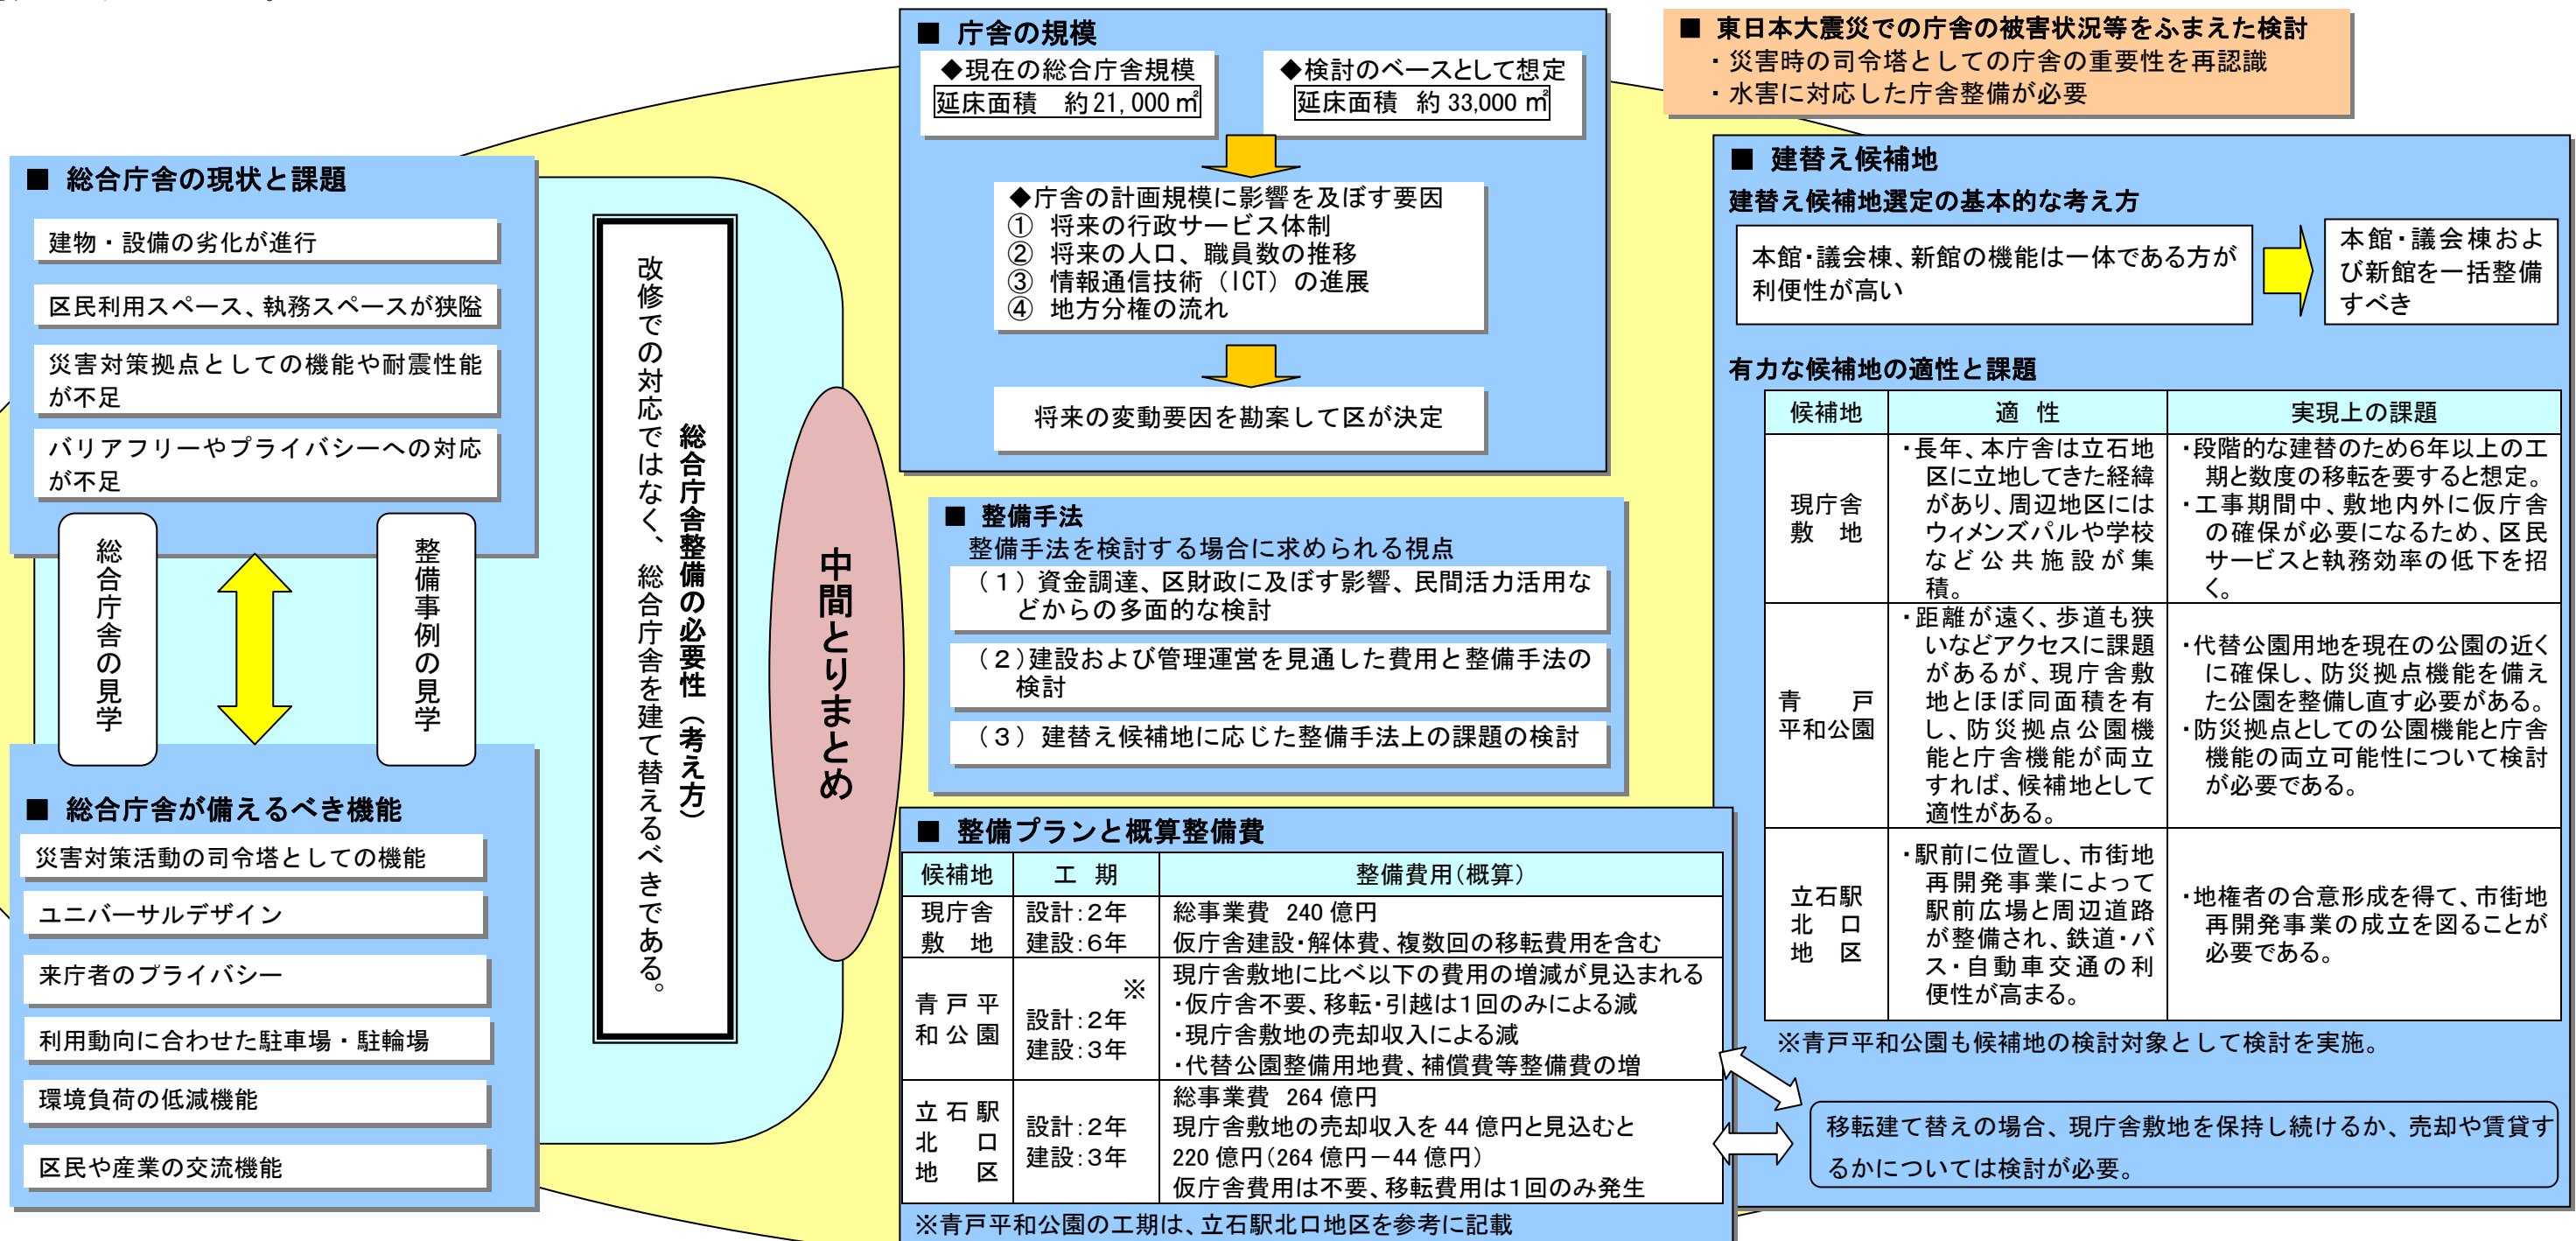 ■ 総合庁舎の現状と課題
建物・設備の劣化が進行
区民利用スペース、執務スペースが狭隘
災害対策拠点としての機能や耐震性能
が不足
バリアフリーやプライバシーへの対応
が不足
総合庁舎の見学
整備事例の見学
■ 総合庁舎が備えるべき機能
災害対策活動の司令塔としての機能
ユニバーサルデザイン
来庁者のプライバシー
利用動向に合わせた駐車場・駐輪場
環境負荷の低減機能
区民や産業の交流機能
総合庁舎整備の必要性（考え方）
改修での対応ではなく、総合庁舎を建て替えるべきである。
中間とりまとめ
■ 庁舎の規模
◆現在の総合庁舎規模
延床面積 約21,000㎡
◆検討のベースとして想定
延床面積 約33,000㎡
◆庁舎の計画規模に影響を及ぼす要因
① 将来の行政サービス体制
② 将来の人口、職員数の推移
③ 情報通信技術（ICT）の進展
④ 地方分権の流れ
将来の変動要因を勘案して区が決定
■ 整備手法
整備手法を検討する場合に求められる視点
（１）資金調達、区財政に及ぼす影響、民間活力活用な
どからの多面的な検討
（２）建設および管理運営を見通した費用と整備手法の
検討
（３）建替え候補地に応じた整備手法上の課題の検討
■ 整備プランと概算整備費
候補地 工 期 整備費用（概算）
現庁舎
敷 地
設計：２年
建設：６年
総事業費 240億円
仮庁舎建設・解体費、複数回の移転費用を含む
青戸平
和公園
※
設計：２年
建設：３年
現庁舎敷地に比べ以下の費用の増減が見込まれる
・仮庁舎不要、移転・引越は１回のみによる減
・現庁舎敷地の売却収入による減
・代替公園整備用地費、補償費等整備費の増
立石駅
北 口
地 区
設計：２年
建設：３年
総事業費 264億円
現庁舎敷地の売却収入を44億円と見込むと
220億円（264億円－44億円）
仮庁舎費用は不要、移転費用は１回のみ発生
※青戸平和公園の工期は、立石駅北口地区を参考に記載
■ 東日本大震災での庁舎の被害状況等をふまえた検討
・災害時の司令塔としての庁舎の重要性を再認識
・水害に対応した庁舎整備が必要
■ 建替え候補地
建替え候補地選定の基本的な考え方
本館・議会棟、新館の機能は一体である方が
利便性が高い
本館・議会棟およ
び新館を一括整備
すべき
有力な候補地の適性と課題
候補地 適 性 実現上の課題
現庁舎
敷 地
・長年、本庁舎は立石地
区に立地してきた経緯
があり、周辺地区には
ウィメンズパルや学校
など公共施設が集
積。
・段階的な建替のため６年以上の工
期と数度の移転を要すると想定。
・工事期間中、敷地内外に仮庁舎
の確保が必要になるため、区民
サービスと執務効率の低下を招
く。
青 戸
平和公園
・距離が遠く、歩道も狭
いなどアクセスに課題
があるが、現庁舎敷
地とほぼ同面積を有
し、防災拠点公園機
能と庁舎機能が両立
すれば、候補地として
適性がある。
・代替公園用地を現在の公園の近く
に確保し、防災拠点機能を備え
た公園を整備し直す必要がある。
・防災拠点としての公園機能と庁舎
機能の両立可能性について検討
が必要である。
立石駅
北 口
地 区
・駅前に位置し、市街地
再開発事業によって
駅前広場と周辺道路
が整備され、鉄道・バ
ス・自動車交通の利
便性が高まる。
・地権者の合意形成を得て、市街地
再開発事業の成立を図ることが
必要である。
※青戸平和公園も候補地の検討対象として検討を実施。
移転建て替えの場合、現庁舎敷地を保持し続けるか、売却や賃貸す
るかについては検討が必要。